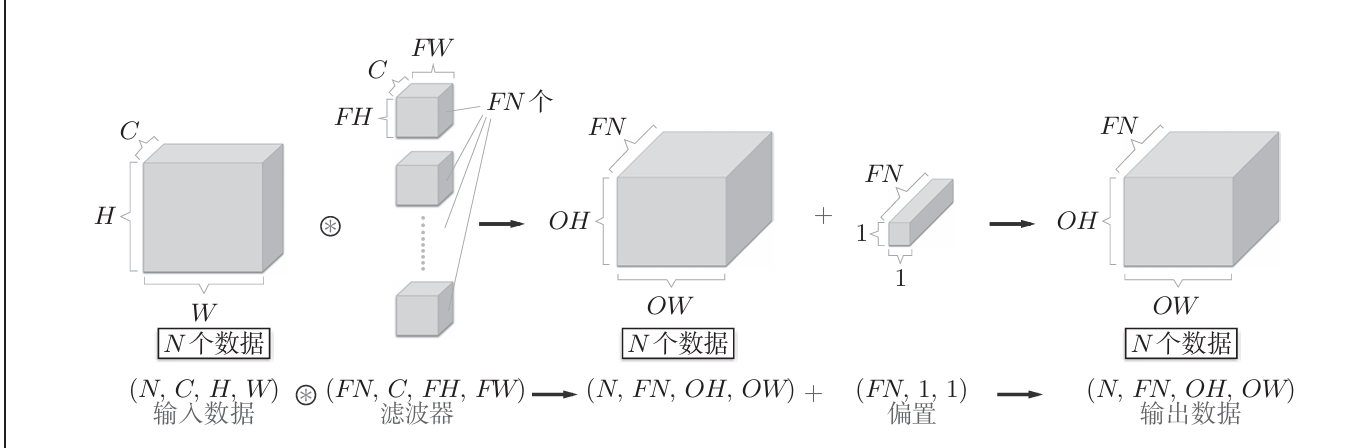 FW
C
FH
FN 个
C
H
W
N 个数据
⊛
FN
OH
OW
N 个数据
+
FN
1
1
FN
OH
OW
N 个数据
(N, C, H, W) ⊛ (FN, C, FH, FW) → (N, FN, OH, OW) + (FN, 1, 1) → (N, FN, OH, OW)
输入数据 滤波器 偏置 输出数据